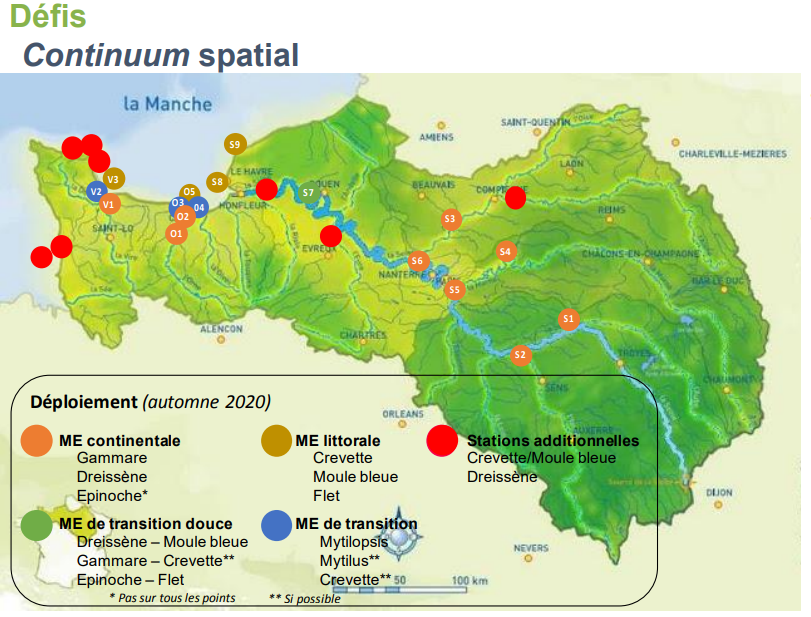 Défis
Continuum spatial
la Manche
AMIENS
SAINT-QUENTIN
CHARLEVILLE-MEZIERES
LAON
S9
LE HAVRE
BEAUVAIS
V3
V2
V1
O5
S8
O3
O4
O2
O1
HONFLEUR
S7
S3
REIMS
SAINT-LO
EVREUX
S6
S4
CHALONS-EN-CHAMPAGNE
NANTERRE
S5
BAR LE DUC
ALENCON
CHARTRES
S1
S2
TROYES
SENS
CHAUMONT
ORLEANS
AUXERRE
DIJON
NEVERS
Déploiement (automne 2020)
ME continentale
Gammare
Dreissène
Epinoche*
ME littorale
Crevette
Moule bleue
Flet
Stations additionnelles
Crevette/Moule bleue
Dreissène
ME de transition douce
Dreissène – Moule bleue
Gammare – Crevette**
Epinoche – Flet
ME de transition
Mytilopsis
Mytilus**
Crevette**
50
100 km
* Pas sur tous les points
** Si possible